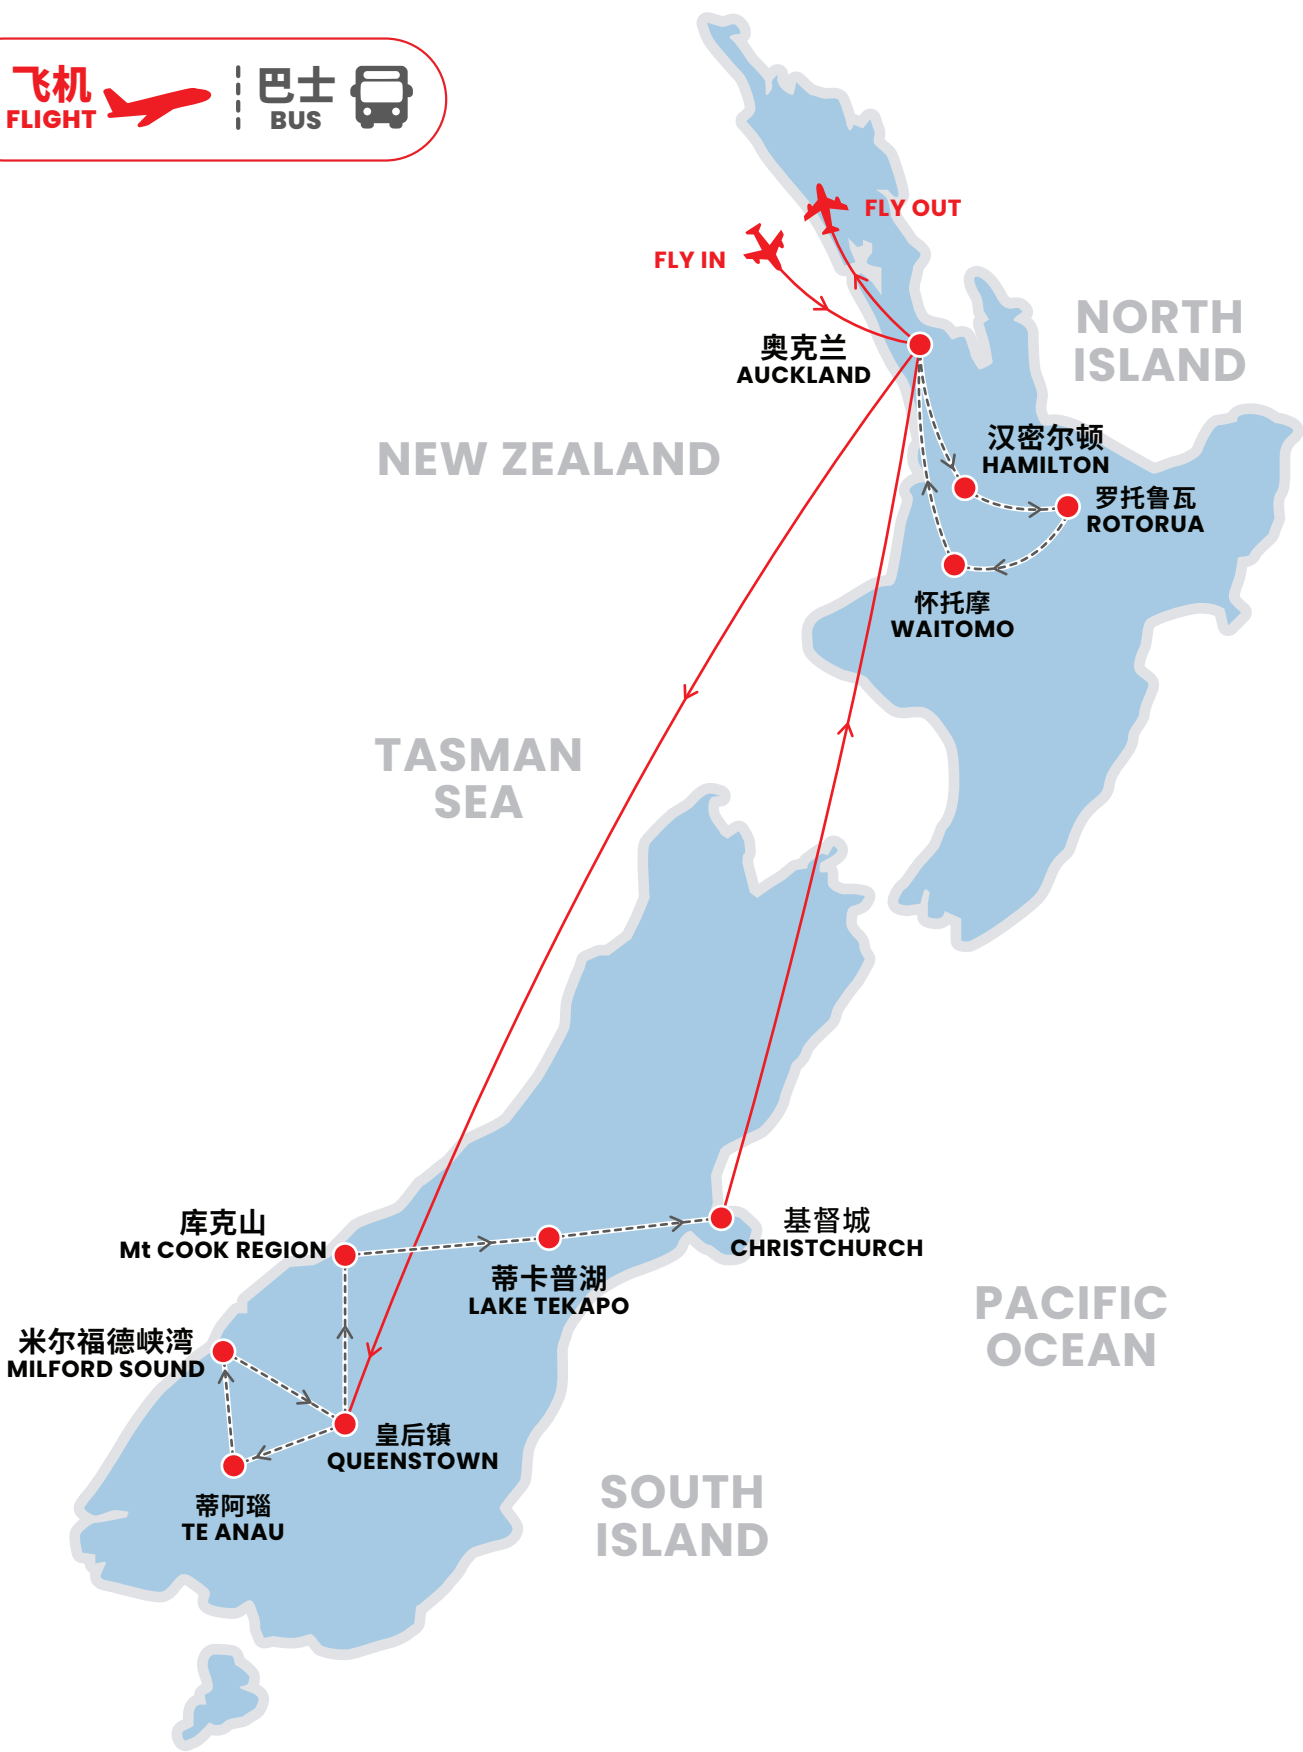 飞机
FLIGHT
巴士
BUS
FLY OUT
FLY IN
NORTH
ISLAND
奥克兰
AUCKLAND
NEW ZEALAND
汉密尔顿
HAMILTON
罗托鲁瓦
ROTORUA
怀托摩
WAITOMO
TASMAN
SEA
库克山
Mt COOK REGION
基督城
CHRISTCHURCH
蒂卡普湖
LAKE TEKAPO
PACIFIC
OCEAN
米尔福德峡湾
MILFORD SOUND
皇后镇
QUEENSTOWN
蒂阿瑙
TE ANAU
SOUTH
ISLAND